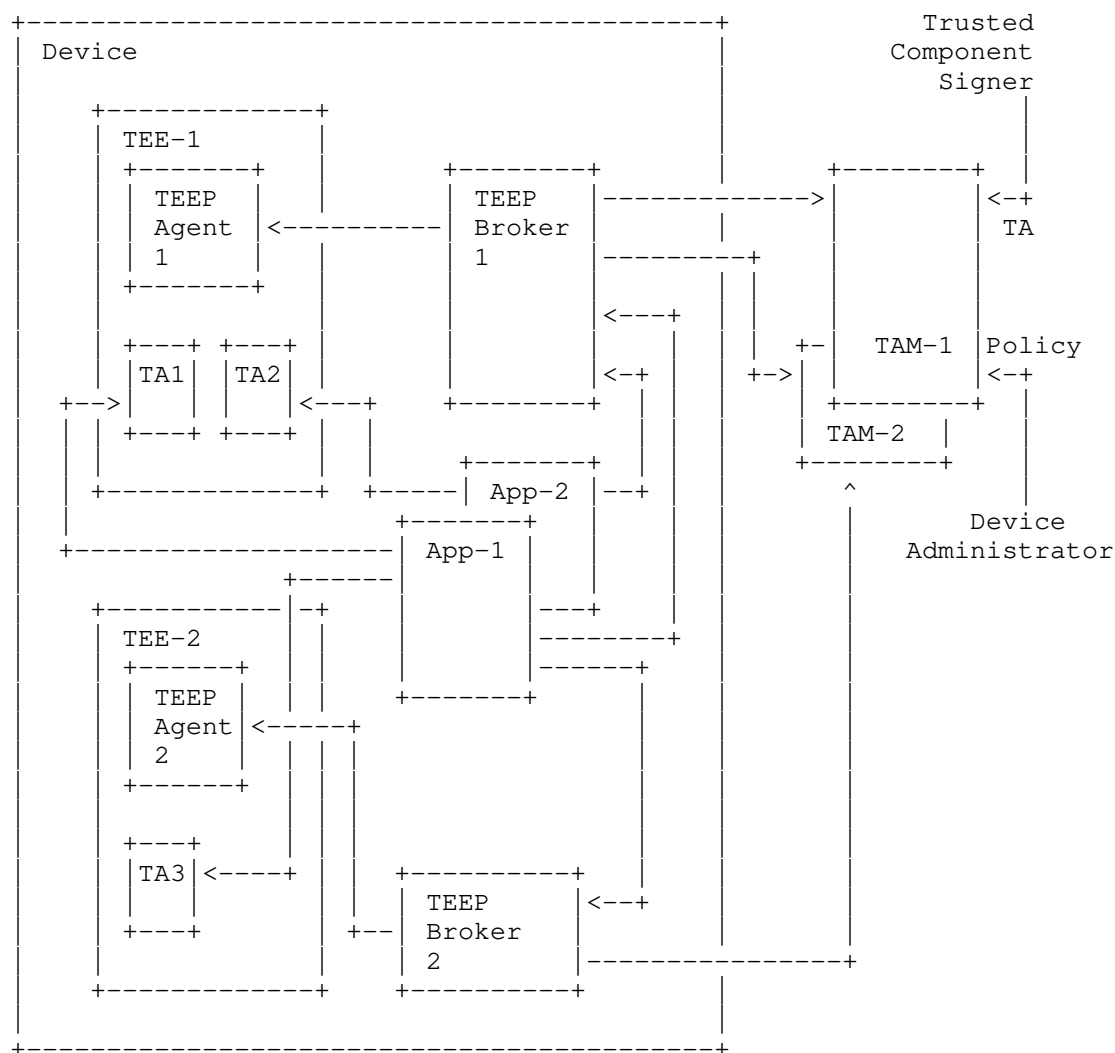 Trusted
Component
Signer
Device
TEE-1
TEEP
Agent
1
TEEP
Broker
1
TA
TA1
TA2
TAM-1
Policy
TAM-2
App-2
App-1
Device
Administrator
TEE-2
TEEP
Agent
2
TA3
TEEP
Broker
2